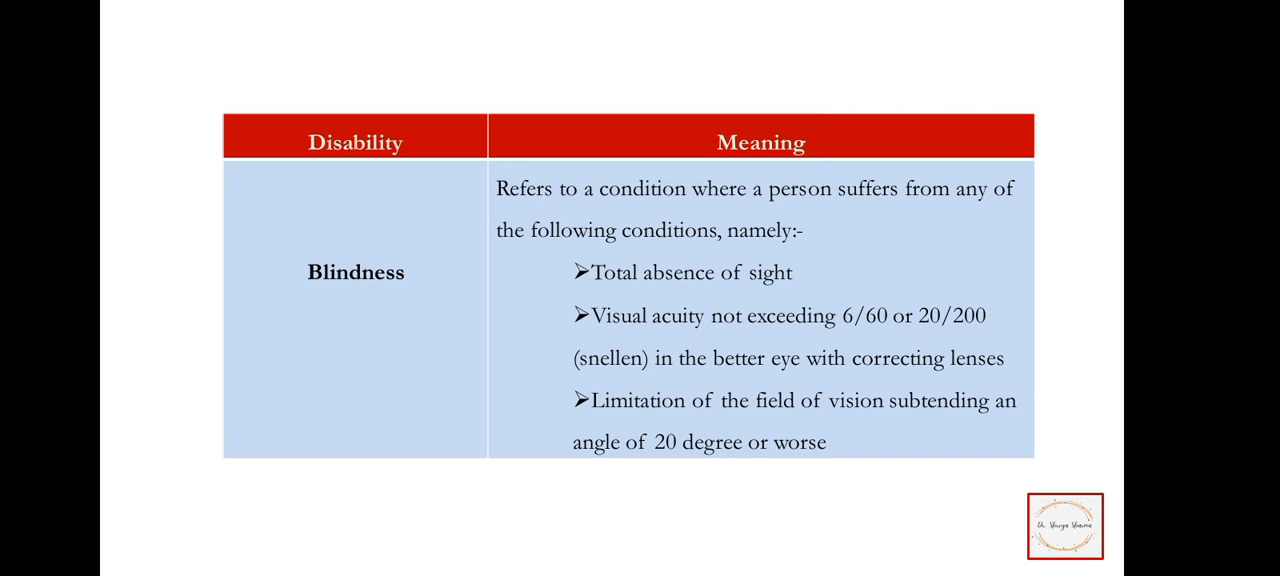 Disability
Meaning
Blindness
Refers to a condition where a person suffers from any of
the following conditions, namely:-
➢Total absence of sight
➢Visual acuity not exceeding 6/60 or 20/200
(snellen) in the better eye with correcting lenses
➢Limitation of the field of vision subtending an
angle of 20 degree or worse
Dr.